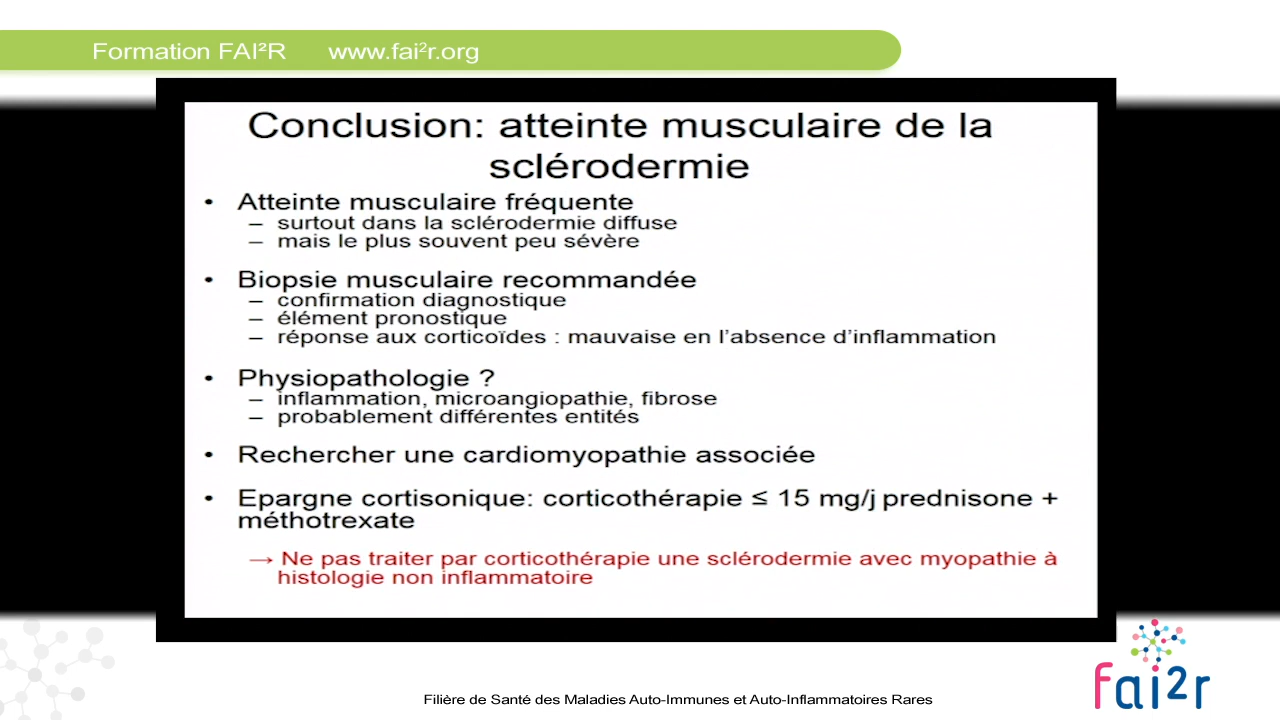 Formation FAI²R www.fai²r.org
Conclusion: atteinte musculaire de la
sclérodermie
• Atteinte musculaire fréquente
– surtout dans la sclérodermie diffuse
– mais le plus souvent peu sévère
• Biopsie musculaire recommandée
– confirmation diagnostique
– élément pronostique
– réponse aux corticoïdes : mauvaise en l'absence d'inflammation
• Physiopathologie ?
– inflammation, microangiopathie, fibrose
– probablement différentes entités
• Rechercher une cardiomyopathie associée
• Epargne cortisonique: corticothérapie ≤ 15 mg/j prednisone +
méthotrexate
→ Ne pas traiter par corticothérapie une sclérodermie avec myopathie à
histologie non inflammatoire
fai2r
Filière de Santé des Maladies Auto-Immunes et Auto-Inflammatoires Rares